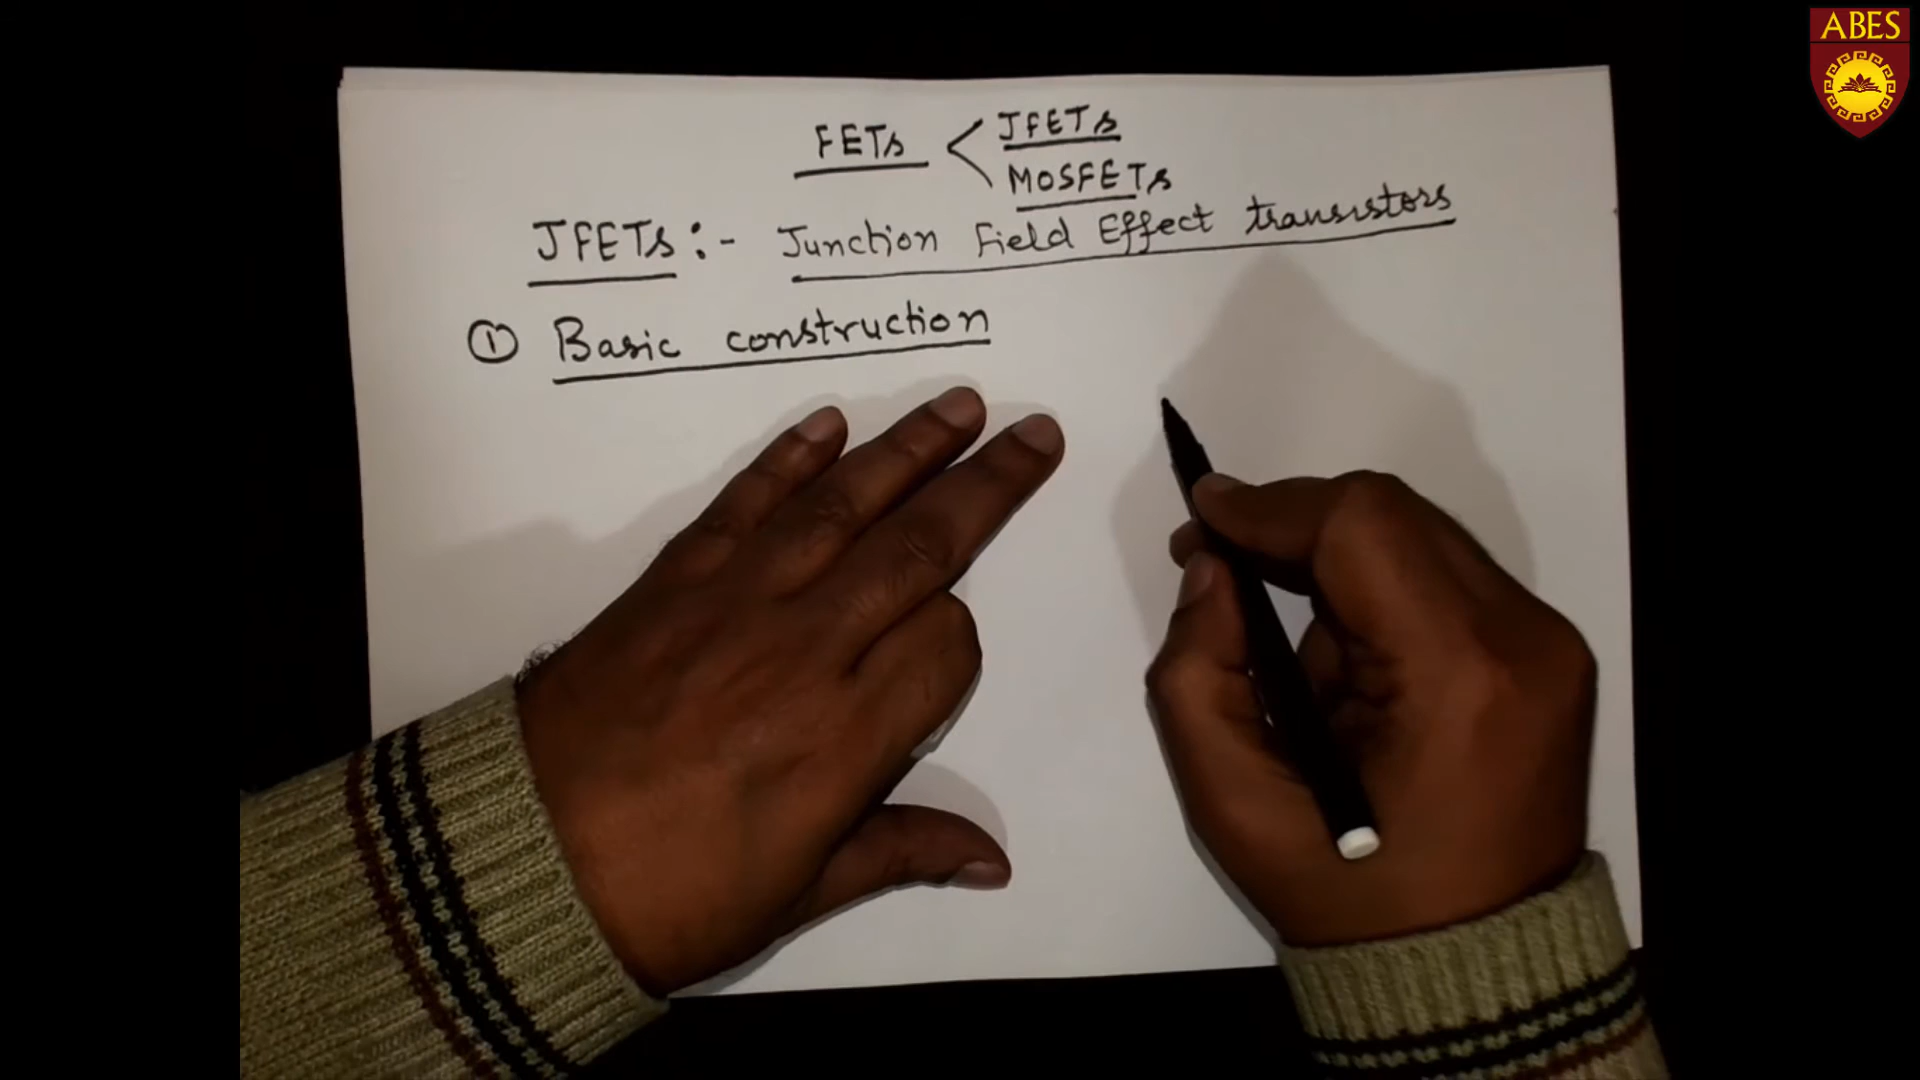 ABES
FETs < JFETs
MOSFETs
JFETs :- Junction Field Effect transistors
① Basic construction